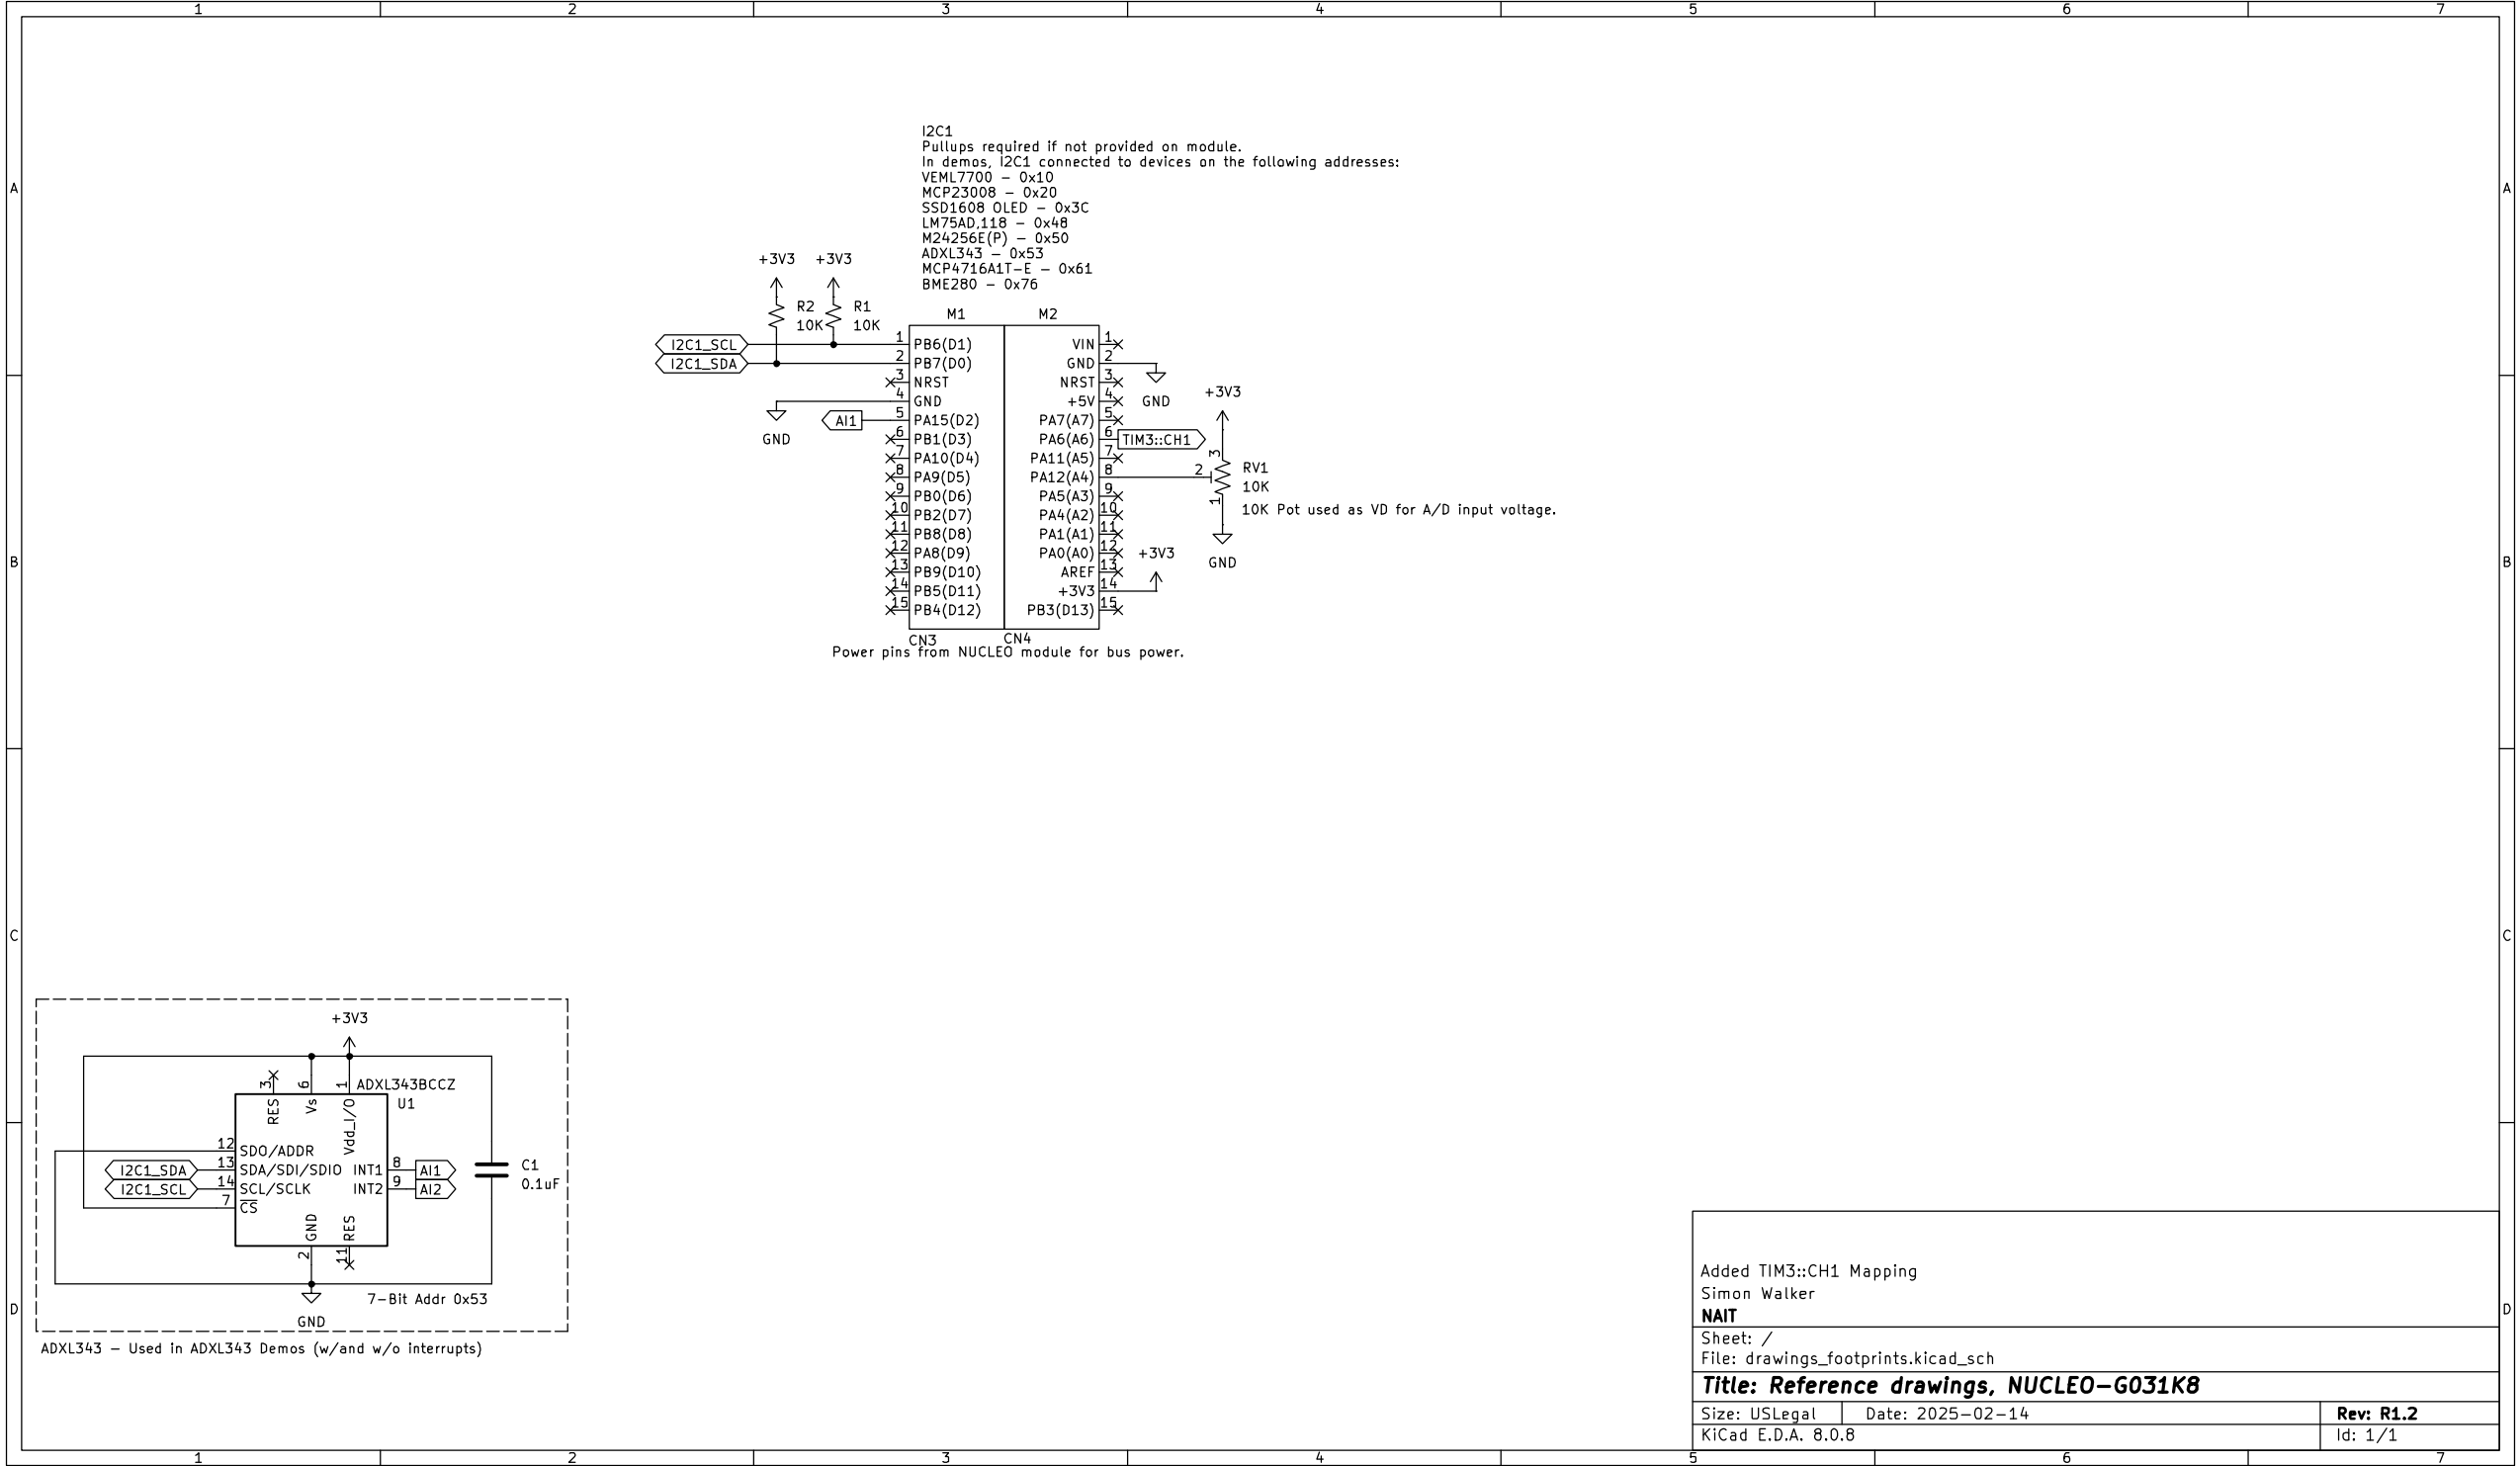 1 2 3 4 5 6 7
A A
B B
C C
D D
I2C1
Pullups required if not provided on module.
In demos, I2C1 connected to devices on the following addresses:
VEML7700 – 0x10
MCP23008 – 0x20
SSD1608 OLED – 0x3C
LM75AD,118 – 0x48
M24256E(P) – 0x50
ADXL343 – 0x53
MCP4716A1T-E – 0x61
BME280 – 0x76
+3V3 +3V3
R2 R1
10K 10K
M1 M2
I2C1_SCL 1 PB6(D1) VIN 1
I2C1_SDA 2 PB7(D0) GND 2
3 NRST NRST 3
4 GND +5V 4
AI1 5 PA15(D2) PA7(A7) 5
6 PB1(D3) PA6(A6) 6 TIM3::CH1
7 PA10(D4) PA11(A5) 7
8 PA9(D5) PA12(A4) 8
9 PB0(D6) PA5(A3) 9
10 PB2(D7) PA4(A2) 10
11 PB8(D8) PA1(A1) 11
12 PA8(D9) PA0(A0) 12
13 PB9(D10) AREF 13
14 PB5(D11) +3V3 14
15 PB4(D12) PB3(D13) 15
CN3 CN4
GND
GND
+3V3
3
2
1
RV1
10K
10K Pot used as VD for A/D input voltage.
GND
+3V3
Power pins from NUCLEO module for bus power.
+3V3
3 6 1 ADXL343BCCZ
U1
RES Vs Vdd_I/O
12 SDO/ADDR
I2C1_SDA 13 SDA/SDI/SDIO INT1 8 AI1
I2C1_SCL 14 SCL/SCLK INT2 9 AI2
7 CS
C1
0.1uF
GND RES
2 11
7-Bit Addr 0x53
GND
ADXL343 – Used in ADXL343 Demos (w/and w/o interrupts)
Added TIM3::CH1 Mapping
Simon Walker
NAIT
Sheet: /
File: drawings_footprints.kicad_sch
Title: Reference drawings, NUCLEO-G031K8
Size: USLegal Date: 2025-02-14 Rev: R1.2
KiCad E.D.A. 8.0.8 Id: 1/1
1 2 3 4 5 6 7